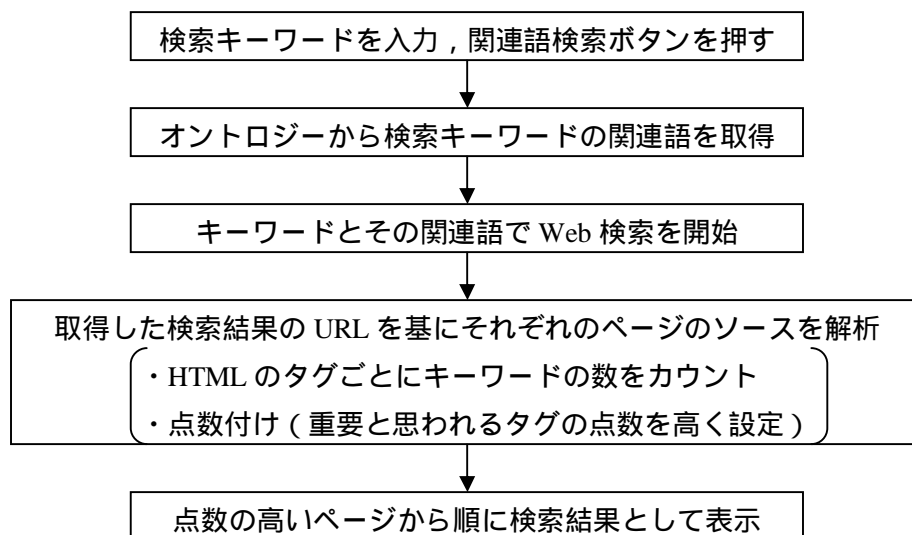 検索キーワードを入力，関連語検索ボタンを押す
オントロジーから検索キーワードの関連語を取得
キーワードとその関連語で Web 検索を開始
取得した検索結果の URL を基にそれぞれのページのソースを解析
・HTML のタグごとにキーワードの数をカウント
・点数付け（重要と思われるタグの点数を高く設定）
点数の高いページから順に検索結果として表示